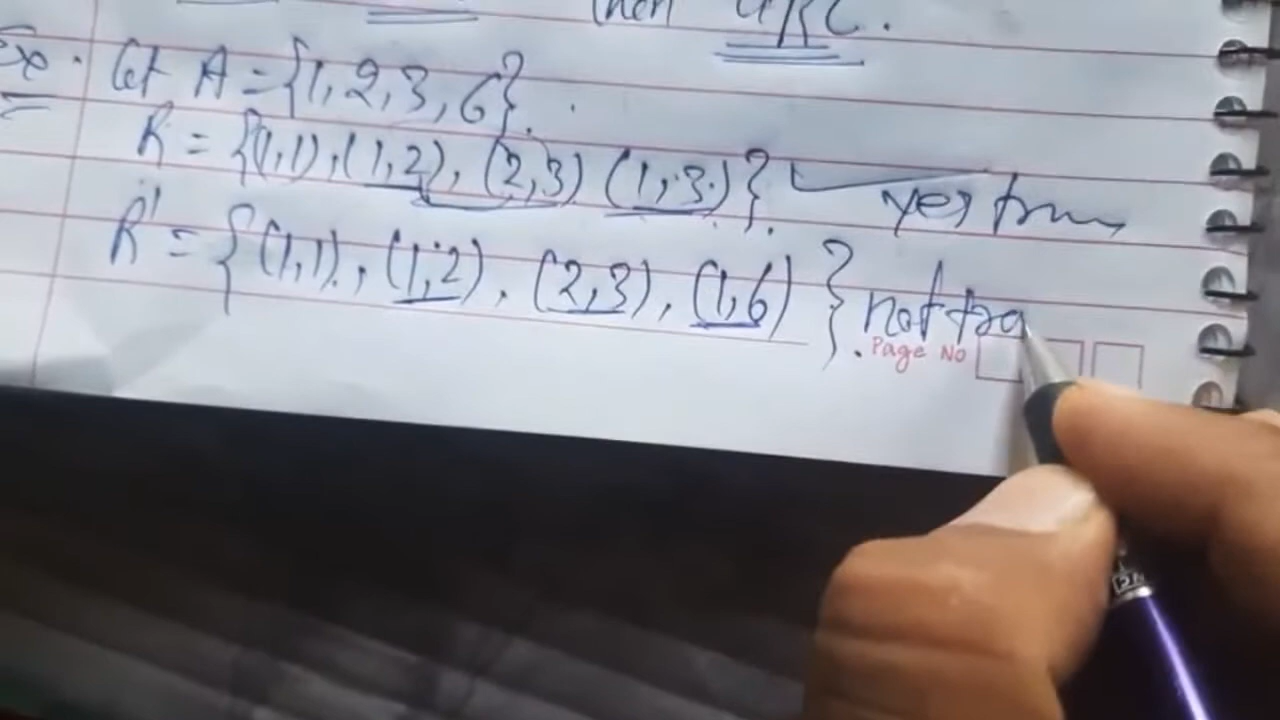 then aRc.
Ex. Let A = {1, 2, 3, 6}.
R = {(1,1), (1,2), (2,3) (1,3)}. yes tran
R' = {(1,1), (1,2), (2,3), (1,6)}. not tra
Page No